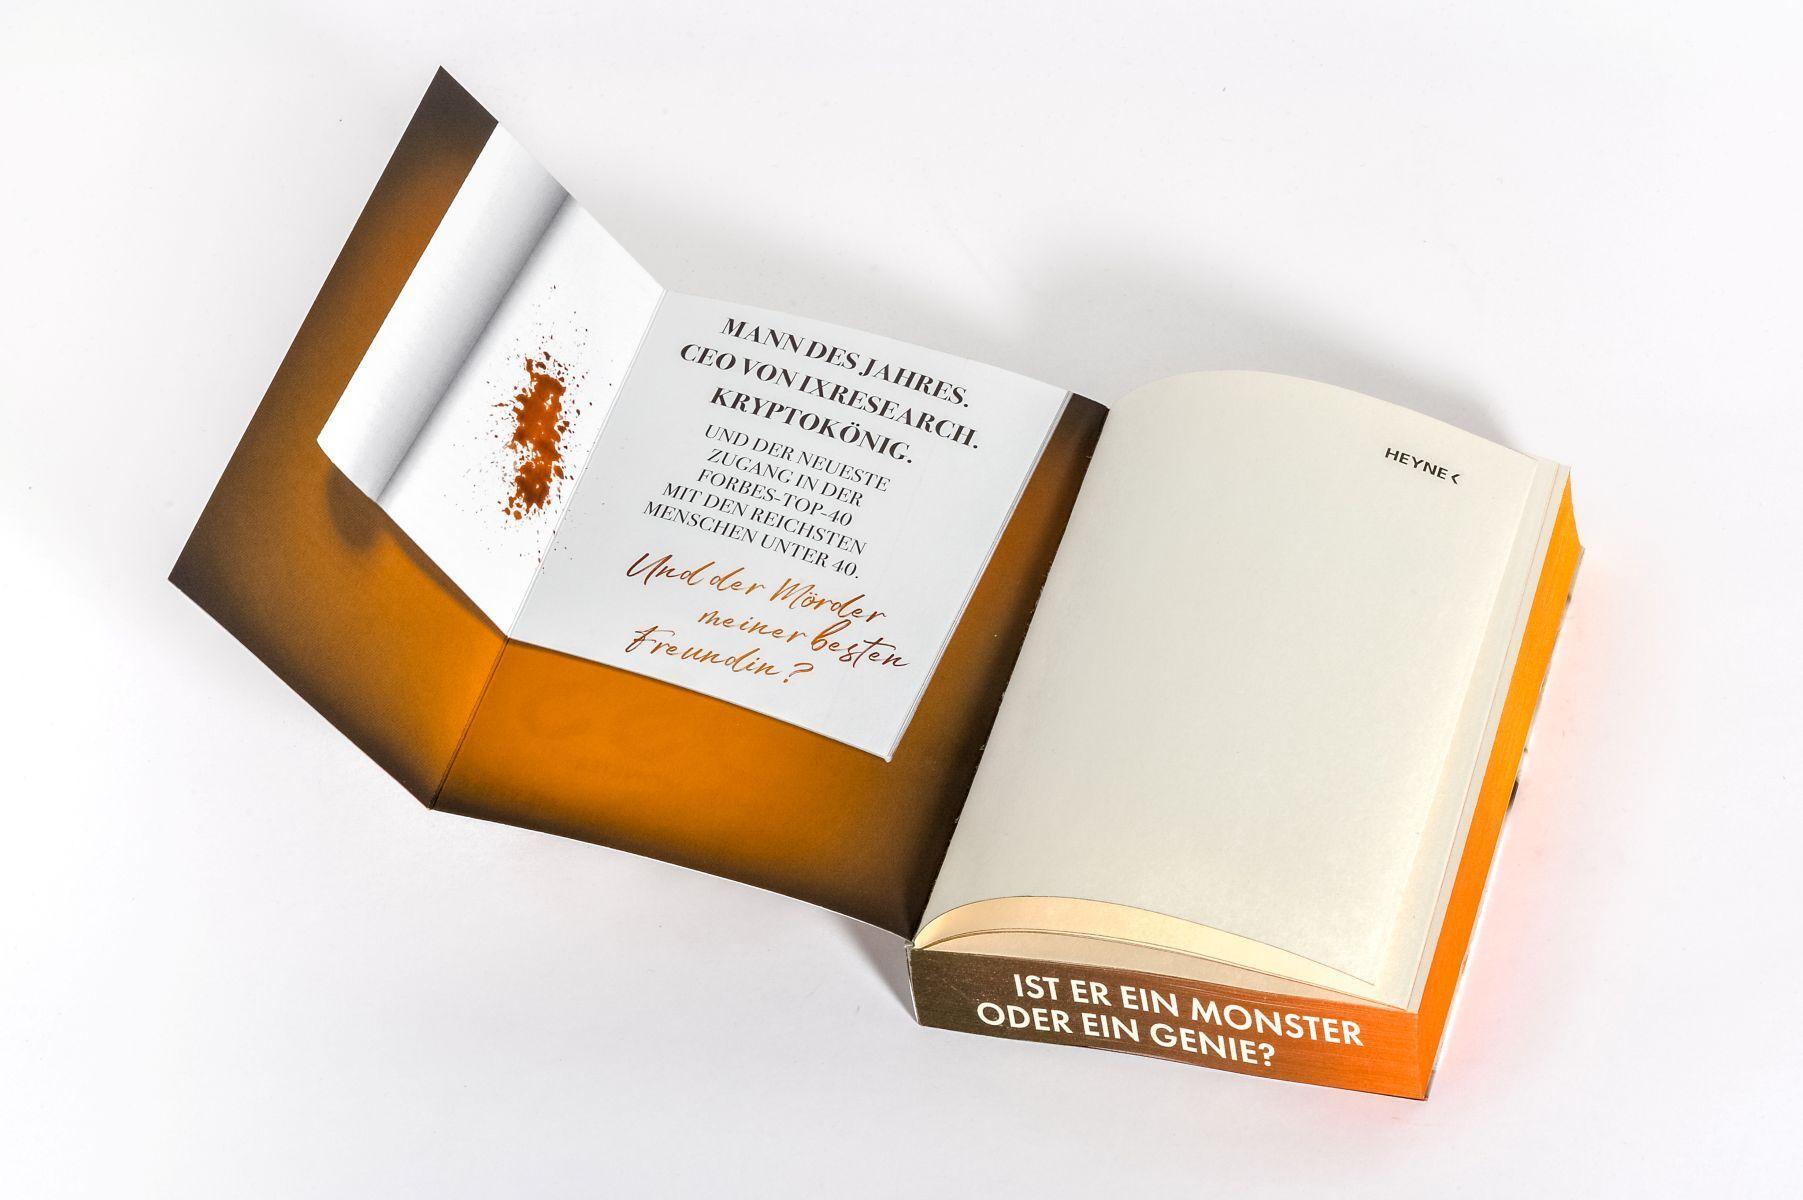 MANN DES JAHRES.
CEO VON IXRESEARCH.
KRYPTOKÖNIG.
UND DER NEUESTE
ZUGANG IN DER
FORBES-TOP-40
MIT DEN REICHSTEN
MENSCHEN UNTER 40.
Und der Mörder
meiner besten
Freundin?
HEYNE <
IST ER EIN MONSTER
ODER EIN GENIE?